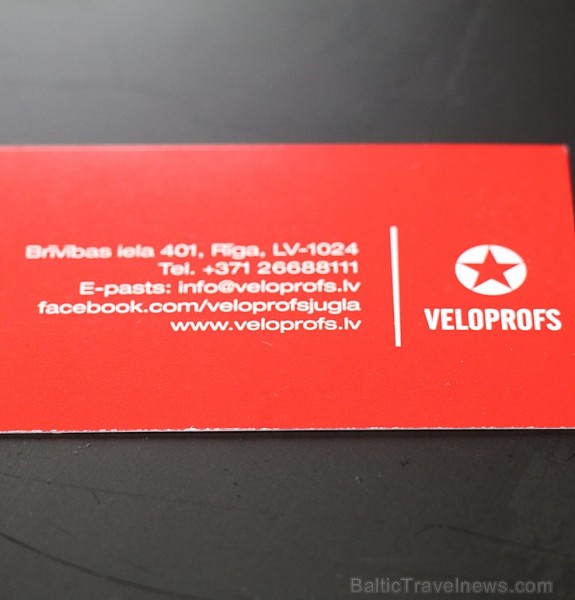 Brīvības iela 401, Rīga, LV-1024
Tel. +371 26688111
E-pasts: info@veloprofs.lv
facebook.com/veloprofsjugla
www.veloprofs.lv
VELOPROFS
BalticTravelnews.com